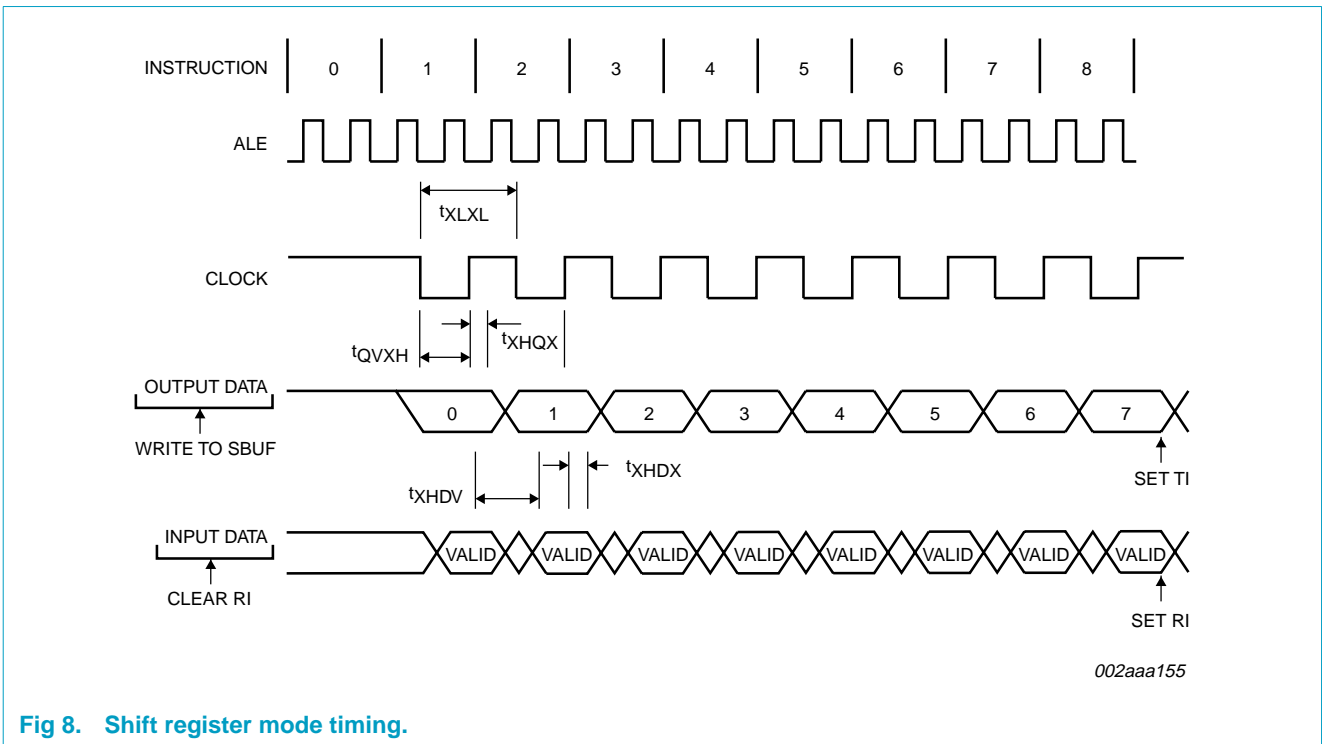 INSTRUCTION 0 1 2 3 4 5 6 7 8
ALE
tXLXL
CLOCK
tXHQX
tQVXH
OUTPUT DATA
0 1 2 3 4 5 6 7
WRITE TO SBUF
SET TI
tXHDX
tXHDV
INPUT DATA
VALID VALID VALID VALID VALID VALID VALID VALID
CLEAR RI
SET RI
002aaa155
Fig 8. Shift register mode timing.